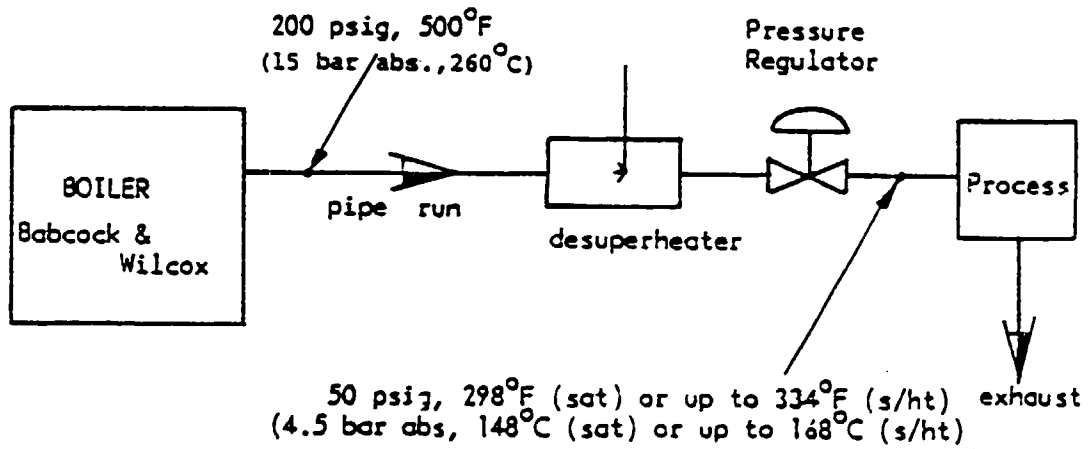 200 psig, 500°F
(15 bar abs.,260°C)
Pressure
Regulator
BOILER
Babcock &
Wilcox
pipe run
desuperheater
Process
50 psig, 298°F (sat) or up to 334°F (s/ht)
(4.5 bar abs, 148°C (sat) or up to 168°C (s/ht)
exhaust